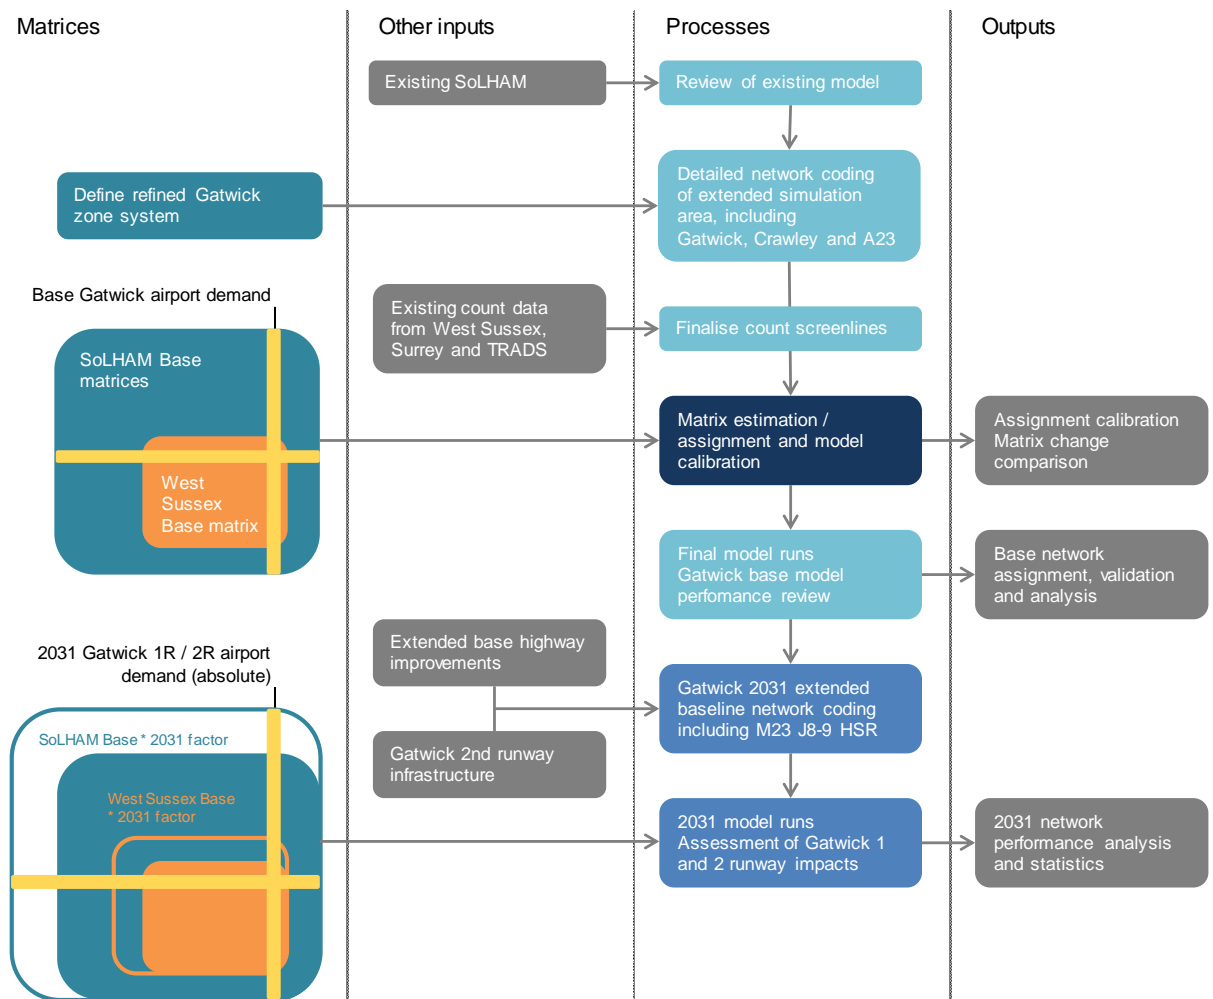 Matrices
Other inputs
Processes
Outputs
Existing SoLHAM
Review of existing model
Define refined Gatwick
zone system
Detailed network coding
of extended simulation
area, including
Gatwick, Crawley and A23
Base Gatwick airport demand
Existing count data
from West Sussex,
Surrey and TRADS
Finalise count screenlines
SoLHAM Base
matrices
West
Sussex
Base matrix
Matrix estimation /
assignment and model
calibration
Assignment calibration
Matrix change
comparison
Final model runs
Gatwick base model
perfomance review
Base network
assignment, validation
and analysis
2031 Gatwick 1R / 2R airport
demand (absolute)
Extended base highway
improvements
Gatwick 2031 extended
baseline network coding
including M23 J8-9 HSR
SoLHAM Base * 2031 factor
Gatwick 2nd runway
infrastructure
West Sussex Base
* 2031 factor
2031 model runs
Assessment of Gatwick 1
and 2 runway impacts
2031 network
performance analysis
and statistics